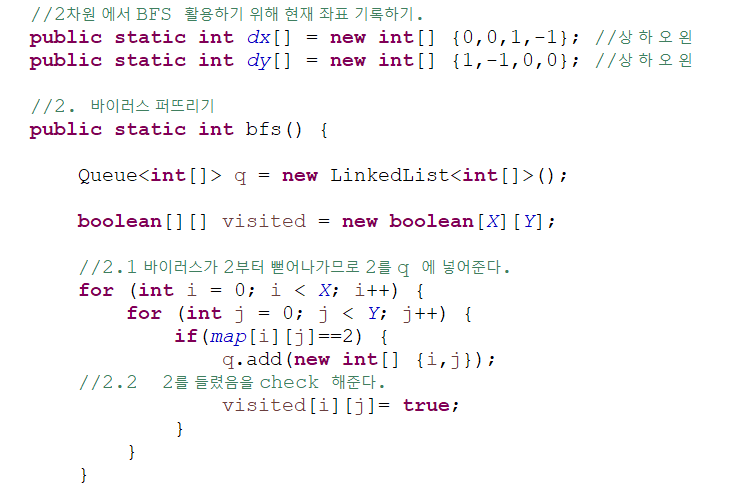 //2차원 에서 BFS 활용하기 위해 현재 좌표 기록하기.
public static int dx[] = new int[] {0,0,1,-1}; //상 하 오 왼
public static int dy[] = new int[] {1,-1,0,0}; //상 하 오 왼
//2. 바이러스 퍼뜨리기
public static int bfs() {
Queue<int[]> q = new LinkedList<int[]>();
boolean[][] visited = new boolean[X][Y];
//2.1 바이러스가 2부터 뻗어나가므로 2를 q 에 넣어준다.
for (int i = 0; i < X; i++) {
for (int j = 0; j < Y; j++) {
if(map[i][j]==2) {
q.add(new int[] {i,j});
//2.2  2를 들렸음을 check 해준다.
visited[i][j]= true;
}
}
}